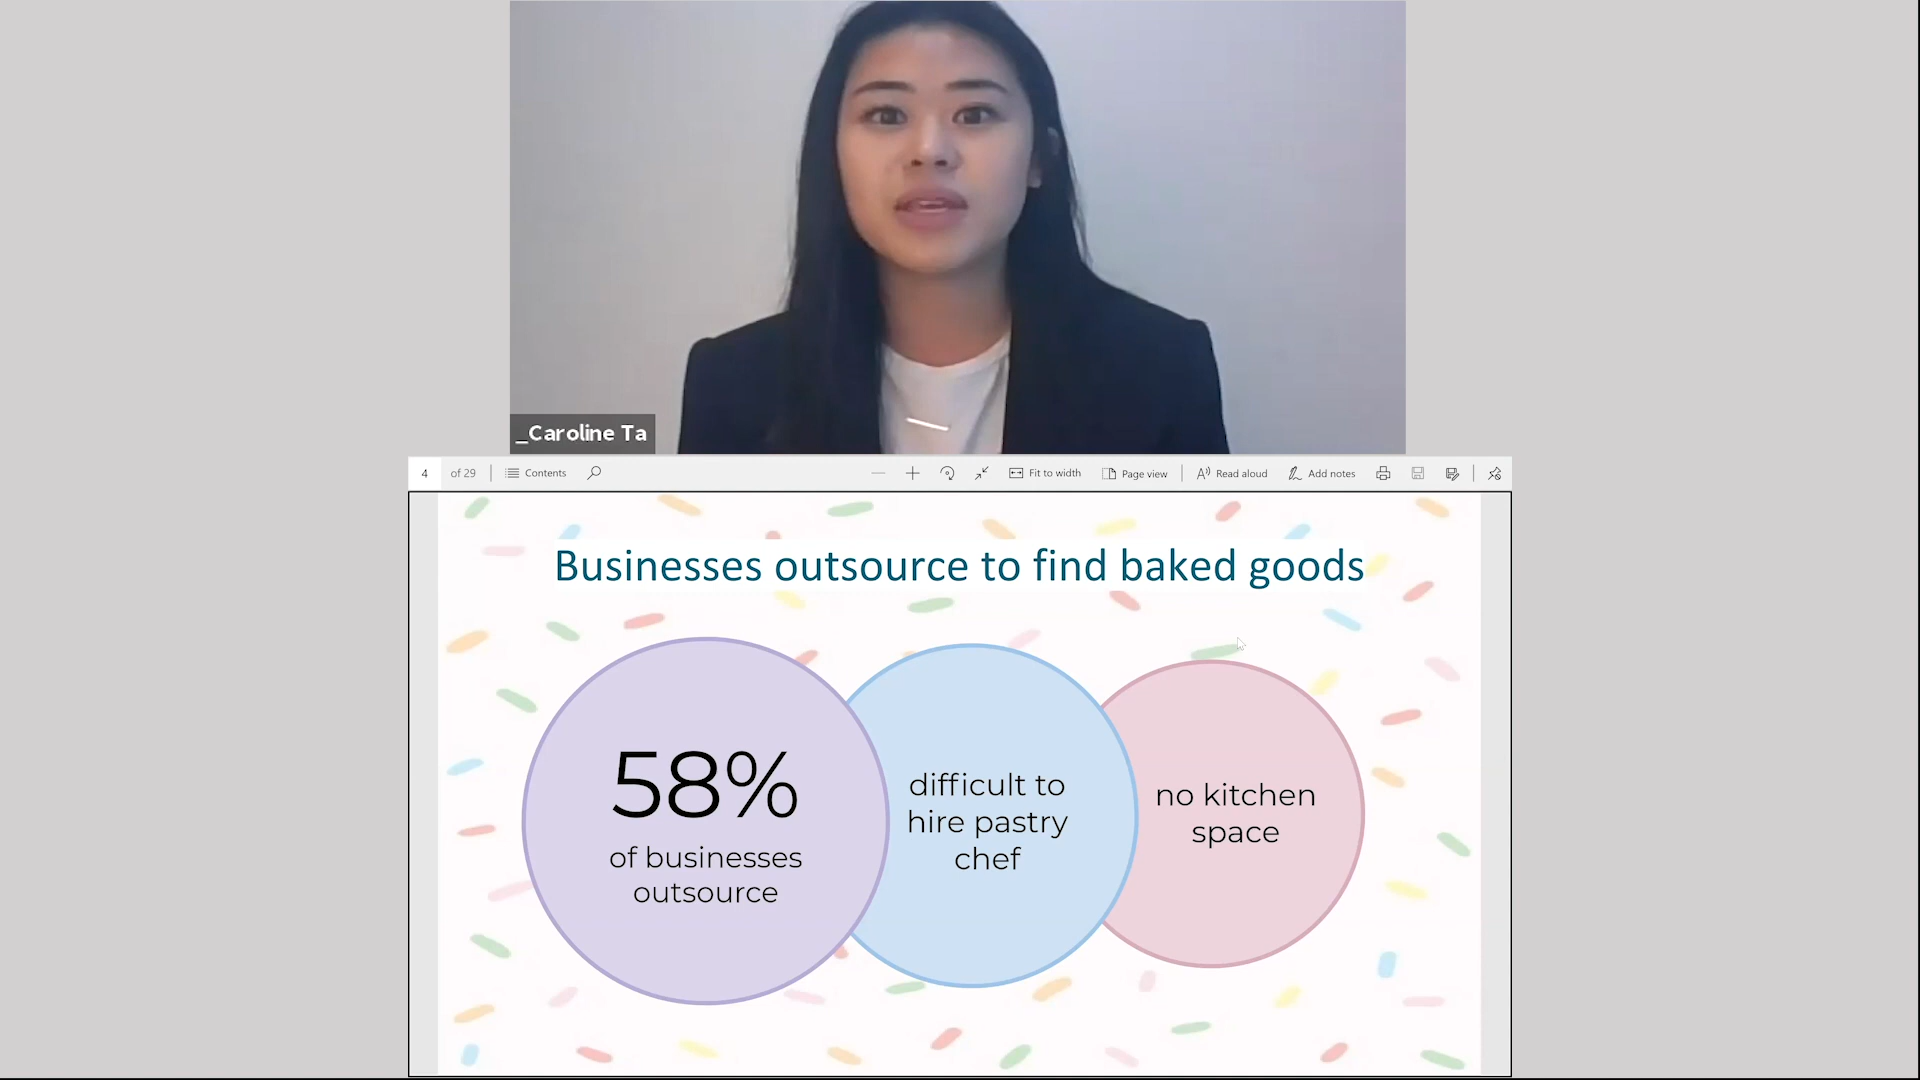 _Caroline Ta
4 of 29 Contents Fit to width Page view Read aloud Add notes
Businesses outsource to find baked goods
58%
of businesses
outsource
difficult to
hire pastry
chef
no kitchen
space